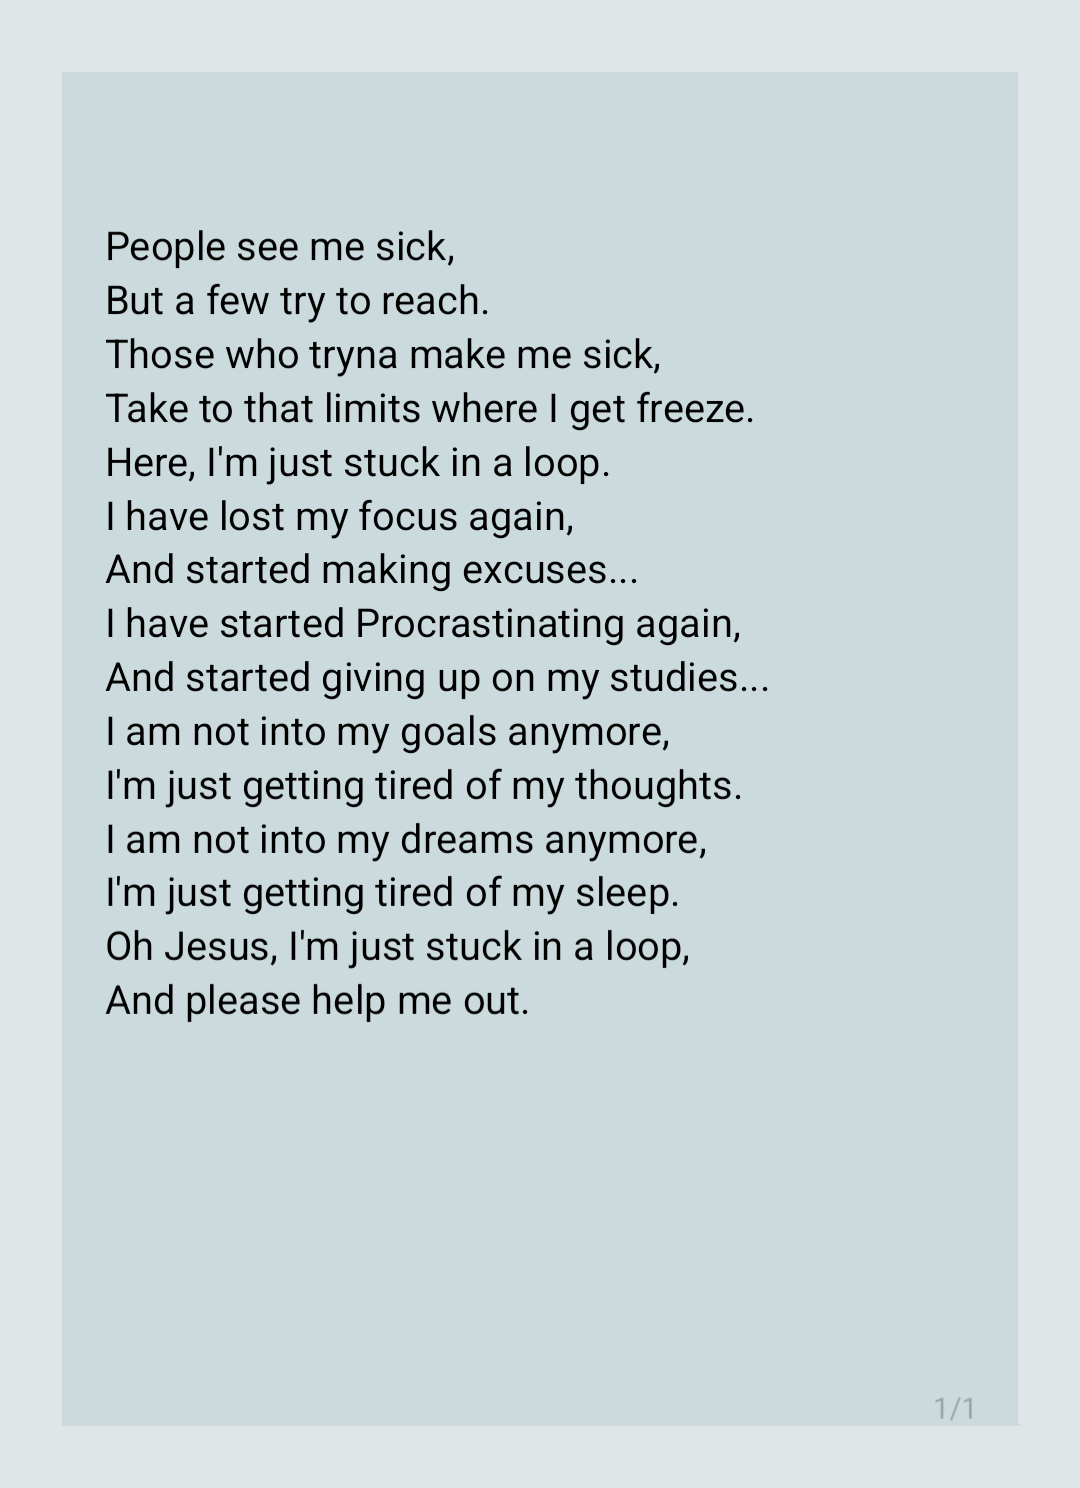 People see me sick,
But a few try to reach.
Those who tryna make me sick,
Take to that limits where I get freeze.
Here, I'm just stuck in a loop.
I have lost my focus again,
And started making excuses...
I have started Procrastinating again,
And started giving up on my studies...
I am not into my goals anymore,
I'm just getting tired of my thoughts.
I am not into my dreams anymore,
I'm just getting tired of my sleep.
Oh Jesus, I'm just stuck in a loop,
And please help me out.
1/1